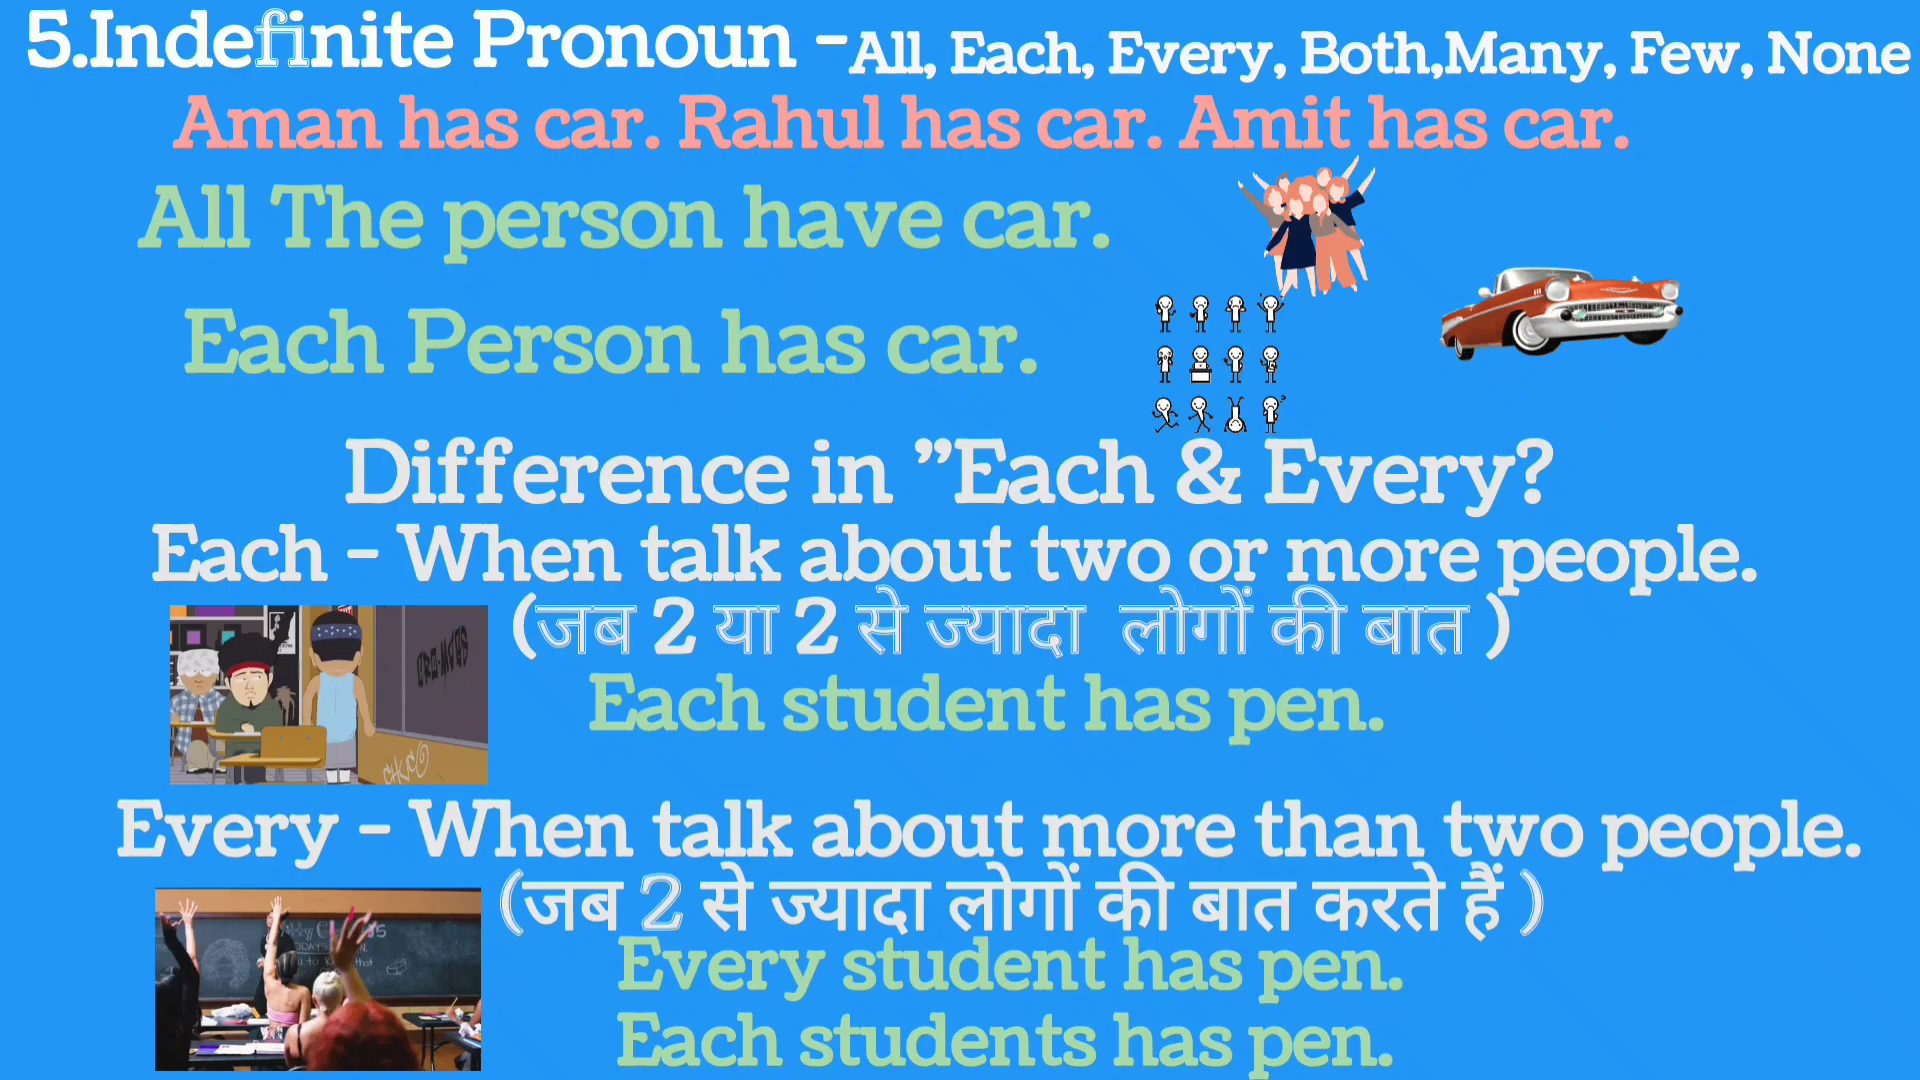 5.Indefinite Pronoun -All, Each, Every, Both,Many, Few, None
Aman has car. Rahul has car. Amit has car.
All The person have car.
Each Person has car.
Difference in ”Each & Every?
Each - When talk about two or more people.
(जब 2 या 2 से ज्यादा लोगों की बात )
Each student has pen.
Every - When talk about more than two people.
(जब 2 से ज्यादा लोगों की बात करते हैं )
Every student has pen.
Each students has pen.